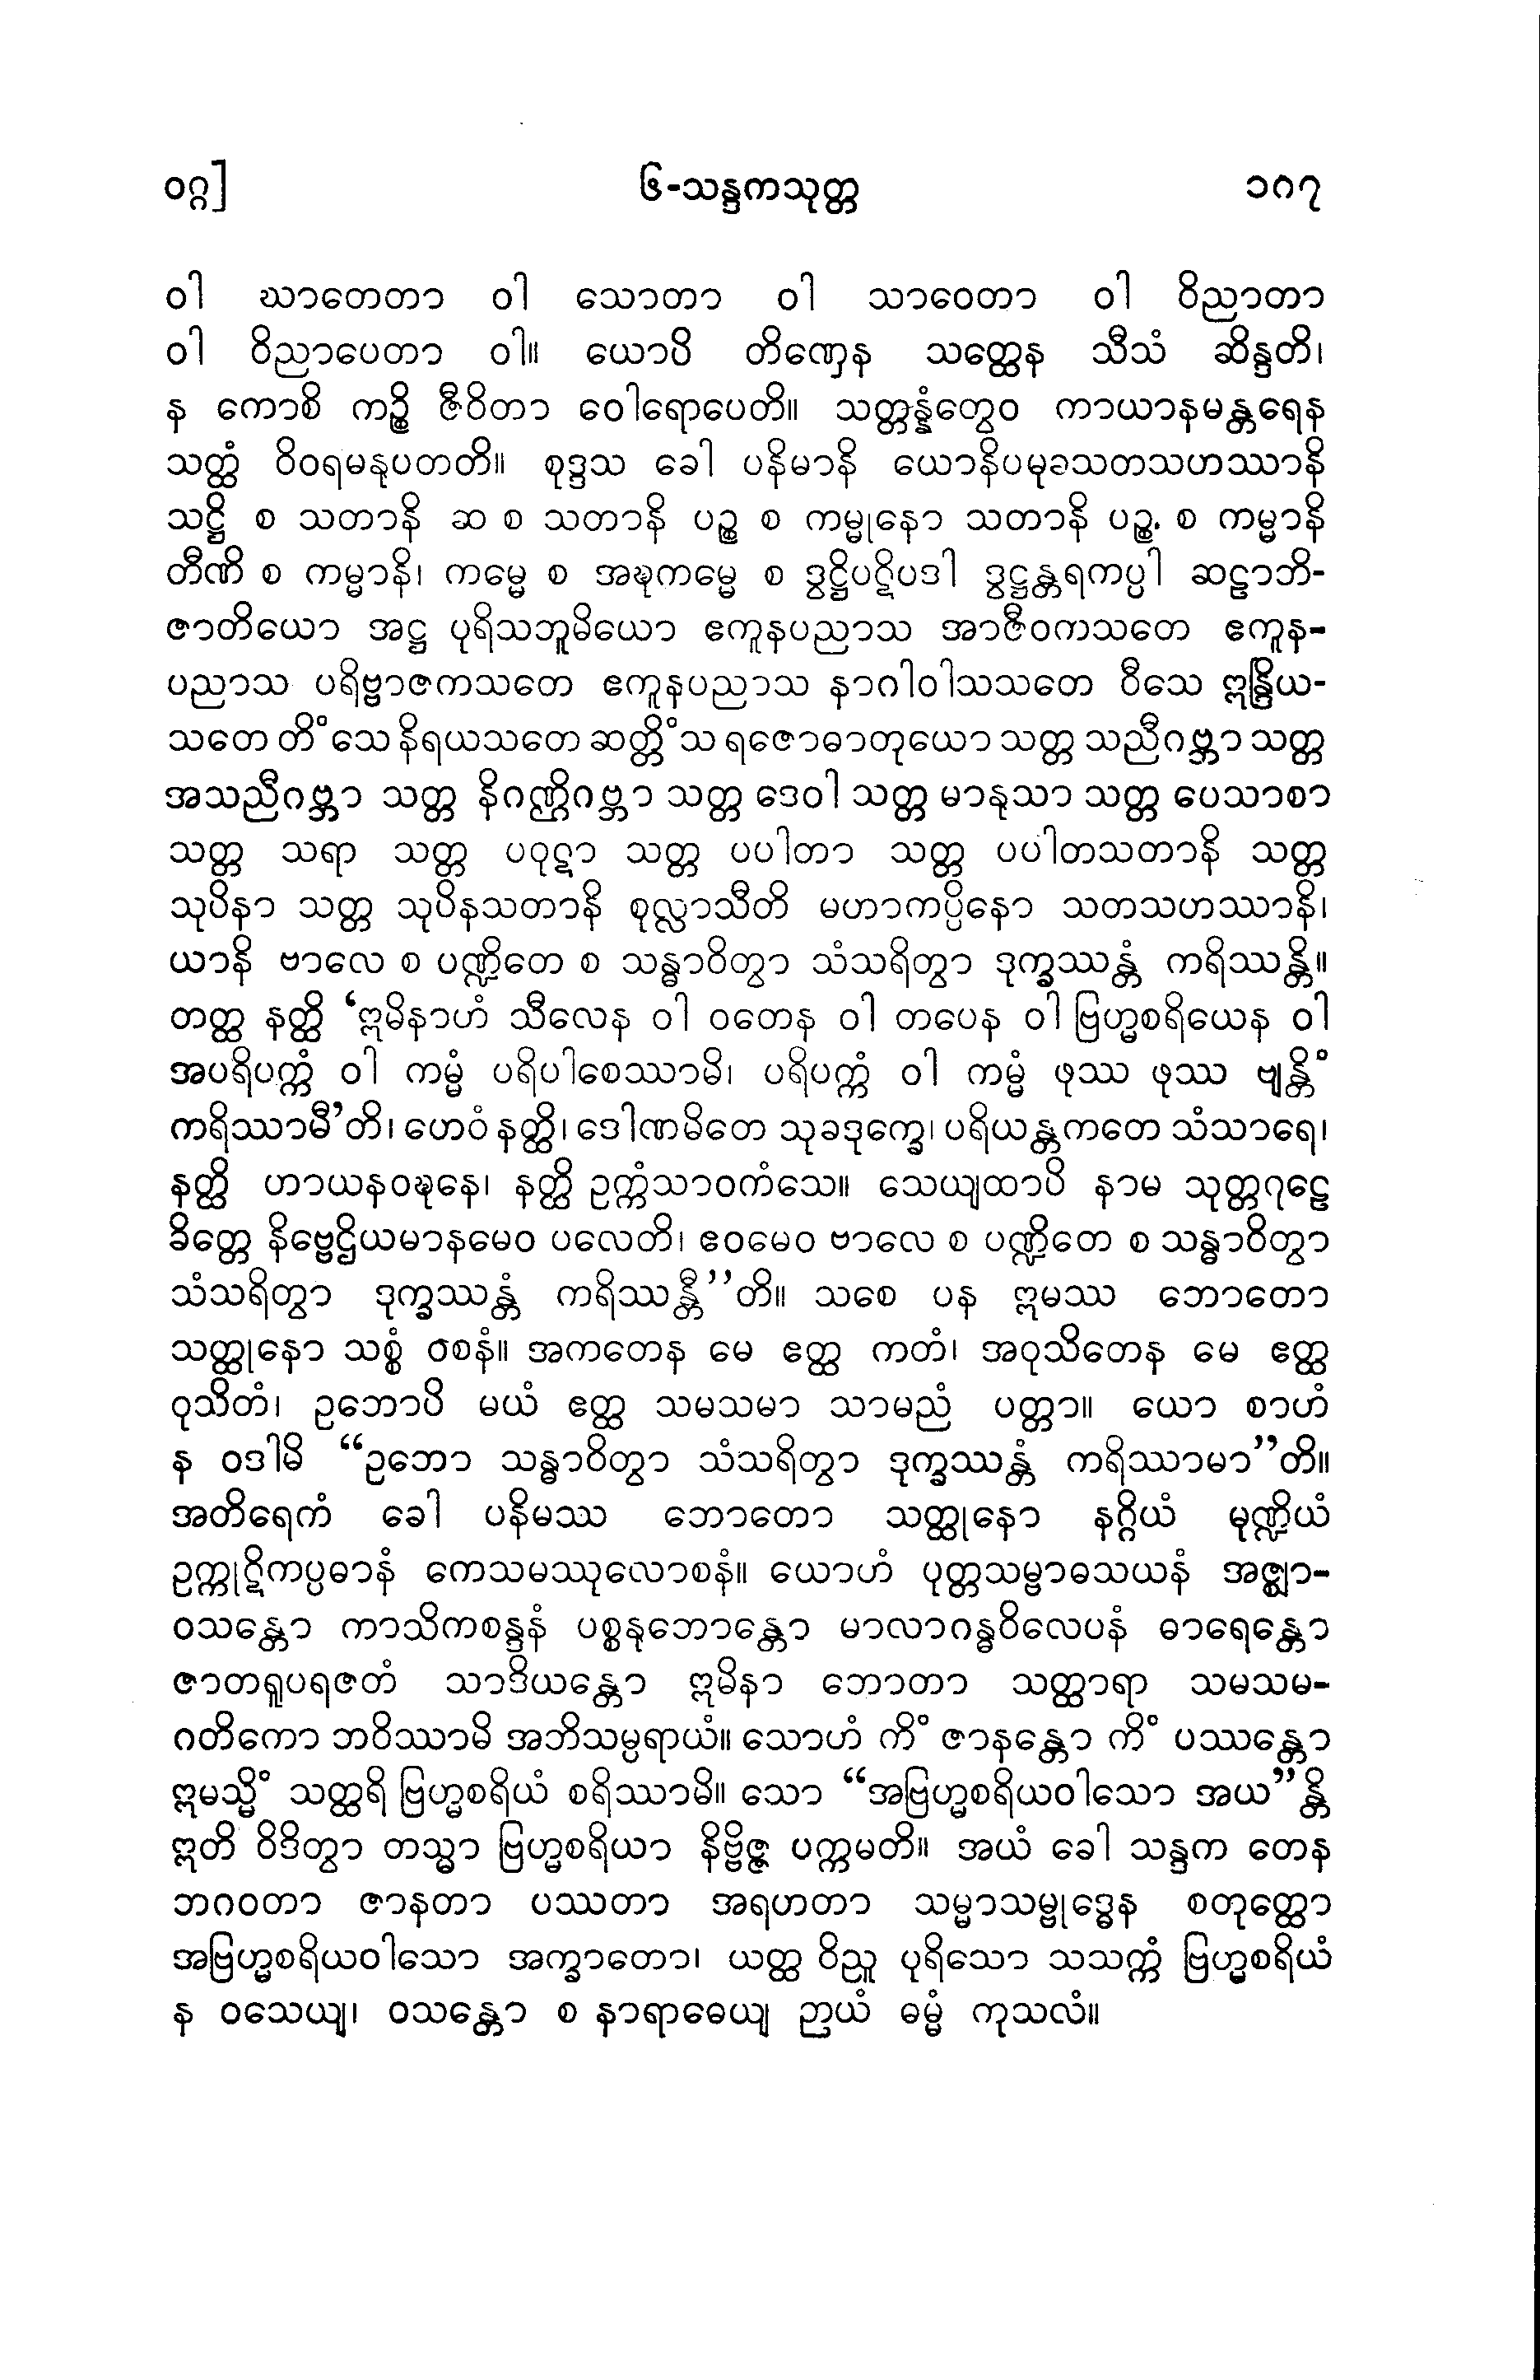 ဝဂ္ဂ] ၆-သန္ဒကသုတ္တ ၁၈၇
ဝါ ဃာတေတာ ဝါ သောတာ ဝါ သာဝေတာ ဝါ ဝိညာတာ
ဝါ ဝိညာပေတာ ဝါ။ ယောပိ တိဏှေန သတ္ထေန သီသံ ဆိန္ဒတိ၊
န ကောစိ ကဉ္စိ ဇီဝိတာ ဝေါရောပေတိ။ သတ္တန္နံတွေဝ ကာယာနမန္တရေန
သတ္ထံ ဝိဝရမနုပတတိ။ စုဒ္ဒသ ခေါ ပနိမာနိ ယောနိပမုခသတသဟဿာနိ
သဋ္ဌိ စ သတာနိ ဆ စ သတာနိ ပဉ္စ စ ကမ္မုနော သတာနိ ပဉ္စ စ ကမ္မာနိ
တီဏိ စ ကမ္မာနိ၊ ကမ္မေ စ အဍ္ဎကမ္မေ စ ဒွဋ္ဌိပဋိပဒါ ဒွဋ္ဌန္တရကပ္ပါ ဆဠာဘိ-
ဇာတိယော အဋ္ဌ ပုရိသဘူမိယော ဧကူနပညာသ အာဇီဝကသတေ ဧကူန-
ပညာသ ပရိဗ္ဗာဇကသတေ ဧကူနပညာသ နာဂါဝါသသတေ ဝီသေ ဣန္ဒြိယ-
သတေ တိံသေ နိရယသတေ ဆတ္တိံသ ရဇောဓာတုယော သတ္တ သညီဂဗ္ဘာ သတ္တ
အသညီဂဗ္ဘာ သတ္တ နိဂဏ္ဌိဂဗ္ဘာ သတ္တ ဒေဝါ သတ္တ မာနုသာ သတ္တ ပေသာစာ
သတ္တ သရာ သတ္တ ပဝုဋာ သတ္တ ပပါတာ သတ္တ ပပါတသတာနိ သတ္တ
သုပိနာ သတ္တ သုပိနသတာနိ စုလ္လာသီတိ မဟာကပ္ပိနော သတသဟဿာနိ၊
ယာနိ ဗာလေ စ ပဏ္ဍိတေ စ သန္ဓာဝိတွာ သံသရိတွာ ဒုက္ခဿန္တံ ကရိဿန္တိ။
တတ္ထ နတ္ထိ ‘ဣမိနာဟံ သီလေန ဝါ ဝတေန ဝါ တပေန ဝါ ဗြဟ္မစရိယေန ဝါ
အပရိပက္ကံ ဝါ ကမ္မံ ပရိပါစေဿာမိ၊ ပရိပက္ကံ ဝါ ကမ္မံ ဖုဿ ဖုဿ ဗျန္တိံ
ကရိဿာမီ’တိ၊ ဟေဝံ နတ္ထိ၊ ဒေါဏမိတေ သုခဒုက္ခေ၊ ပရိယန္တကတေ သံသာရေ၊
နတ္ထိ ဟာယနဝဍ္ဎနေ၊ နတ္ထိ ဥက္ကံသာဝကံသေ။ သေယျထာပိ နာမ သုတ္တဂုဠေ
ခိတ္တေ နိဗ္ဗေဌိယမာနမေဝ ပလေတိ၊ ဧဝမေဝ ဗာလေ စ ပဏ္ဍိတေ စ သန္ဓာဝိတွာ
သံသရိတွာ ဒုက္ခဿန္တံ ကရိဿန္တီ”တိ။ သစေ ပန ဣမဿ ဘောတော
သတ္ထုနော သစ္စံ ဝစနံ။ အကတေန မေ ဧတ္ထ ကတံ၊ အဝုသိတေန မေ ဧတ္ထ
ဝုသိတံ၊ ဥဘောပိ မယံ ဧတ္ထ သမသမာ သာမညံ ပတ္တာ။ ယော စာဟံ
န ဝဒါမိ “ဥဘော သန္ဓာဝိတွာ သံသရိတွာ ဒုက္ခဿန္တံ ကရိဿာမာ”တိ။
အတိရေကံ ခေါ ပနိမဿ ဘောတော သတ္ထုနော နဂ္ဂိယံ မုဏ္ဍိယံ
ဥက္ကုဋိကပ္ပဓာနံ ကေသမဿုလောစနံ။ ယောဟံ ပုတ္တသမ္ဗာဓသယနံ အဇ္ဈာ-
ဝသန္တော ကာသိကစန္ဒနံ ပစ္စနုဘောန္တော မာလာဂန္ဓဝိလေပနံ ဓာရေန္တော
ဇာတရူပရဇတံ သာဒိယန္တော ဣမိနာ ဘောတာ သတ္ထာရာ သမသမ-
ဂတိကော ဘဝိဿာမိ အဘိသမ္ပရာယံ။ သောဟံ ကိံ ဇာနန္တော ကိံ ပဿန္တော
ဣမသ္မိံ သတ္ထရိ ဗြဟ္မစရိယံ စရိဿာမိ။ သော “အဗြဟ္မစရိယဝါသော အယ”န္တိ
ဣတိ ဝိဒိတွာ တသ္မာ ဗြဟ္မစရိယာ နိဗ္ဗိဇ္ဇ ပက္ကမတိ။ အယံ ခေါ သန္ဒက တေန
ဘဂဝတာ ဇာနတာ ပဿတာ အရဟတာ သမ္မာသမ္ဗုဒ္ဓေန စတုတ္ထော
အဗြဟ္မစရိယဝါသော အက္ခာတော၊ ယတ္ထ ဝိညူ ပုရိသော သသက္ကံ ဗြဟ္မစရိယံ
န ဝသေယျ၊ ဝသန္တော စ နာရာဓေယျ ဉာယံ ဓမ္မံ ကုသလံ။